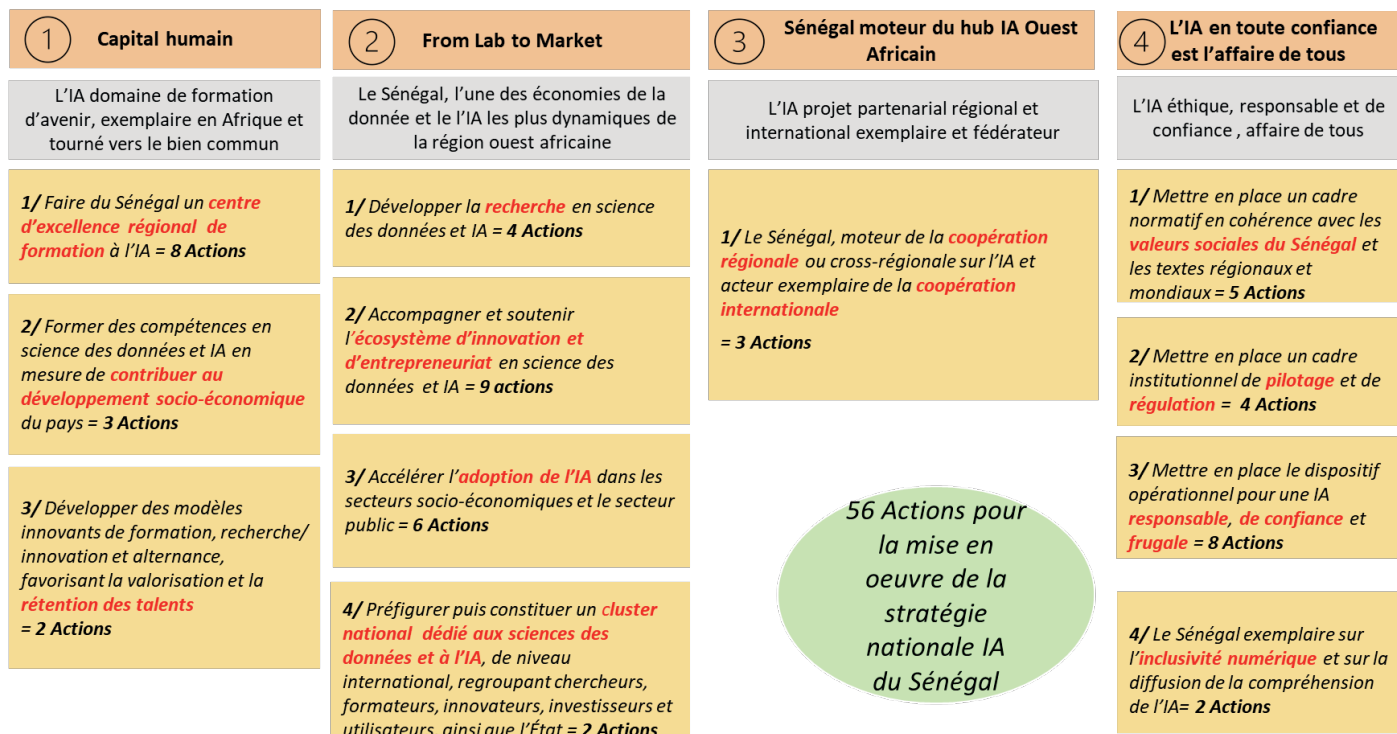 1
Capital humain
L'IA domaine de formation
d'avenir, exemplaire en Afrique et
tourné vers le bien commun
1/ Faire du Sénégal un centre
d'excellence régional de
formation à l'IA = 8 Actions
2/ Former des compétences en
science des données et IA en
mesure de contribuer au
développement socio-économique
du pays = 3 Actions
3/ Développer des modèles
innovants de formation, recherche/
innovation et alternance,
favorisant la valorisation et la
rétention des talents
= 2 Actions
2
From Lab to Market
Le Sénégal, l'une des économies de la
donnée et le l'IA les plus dynamiques de
la région ouest africaine
1/ Développer la recherche en science
des données et IA = 4 Actions
2/ Accompagner et soutenir
l'écosystème d'innovation et
d'entrepreneuriat en science des
données et IA = 9 actions
3/ Accélérer l'adoption de l'IA dans les
secteurs socio-économiques et le secteur
public = 6 Actions
4/ Préfigurer puis constituer un cluster
national dédié aux sciences des
données et à l'IA, de niveau
international, regroupant chercheurs,
formateurs, innovateurs, investisseurs et
utilisateurs, ainsi que l'État = 2 Actions
3
Sénégal moteur du hub IA Ouest
Africain
L'IA projet partenarial régional et
international exemplaire et fédérateur
1/ Le Sénégal, moteur de la coopération
régionale ou cross-régionale sur l'IA et
acteur exemplaire de la coopération
internationale
= 3 Actions
56 Actions pour
la mise en
oeuvre de la
stratégie
nationale IA
du Sénégal
4
L'IA en toute confiance
est l'affaire de tous
L'IA éthique, responsable et de
confiance , affaire de tous
1/ Mettre en place un cadre
normatif en cohérence avec les
valeurs sociales du Sénégal et
les textes régionaux et
mondiaux = 5 Actions
2/ Mettre en place un cadre
institutionnel de pilotage et de
régulation = 4 Actions
3/ Mettre en place le dispositif
opérationnel pour une IA
responsable, de confiance et
frugale = 8 Actions
4/ Le Sénégal exemplaire sur
l'inclusivité numérique et sur la
diffusion de la compréhension
de l'IA= 2 Actions